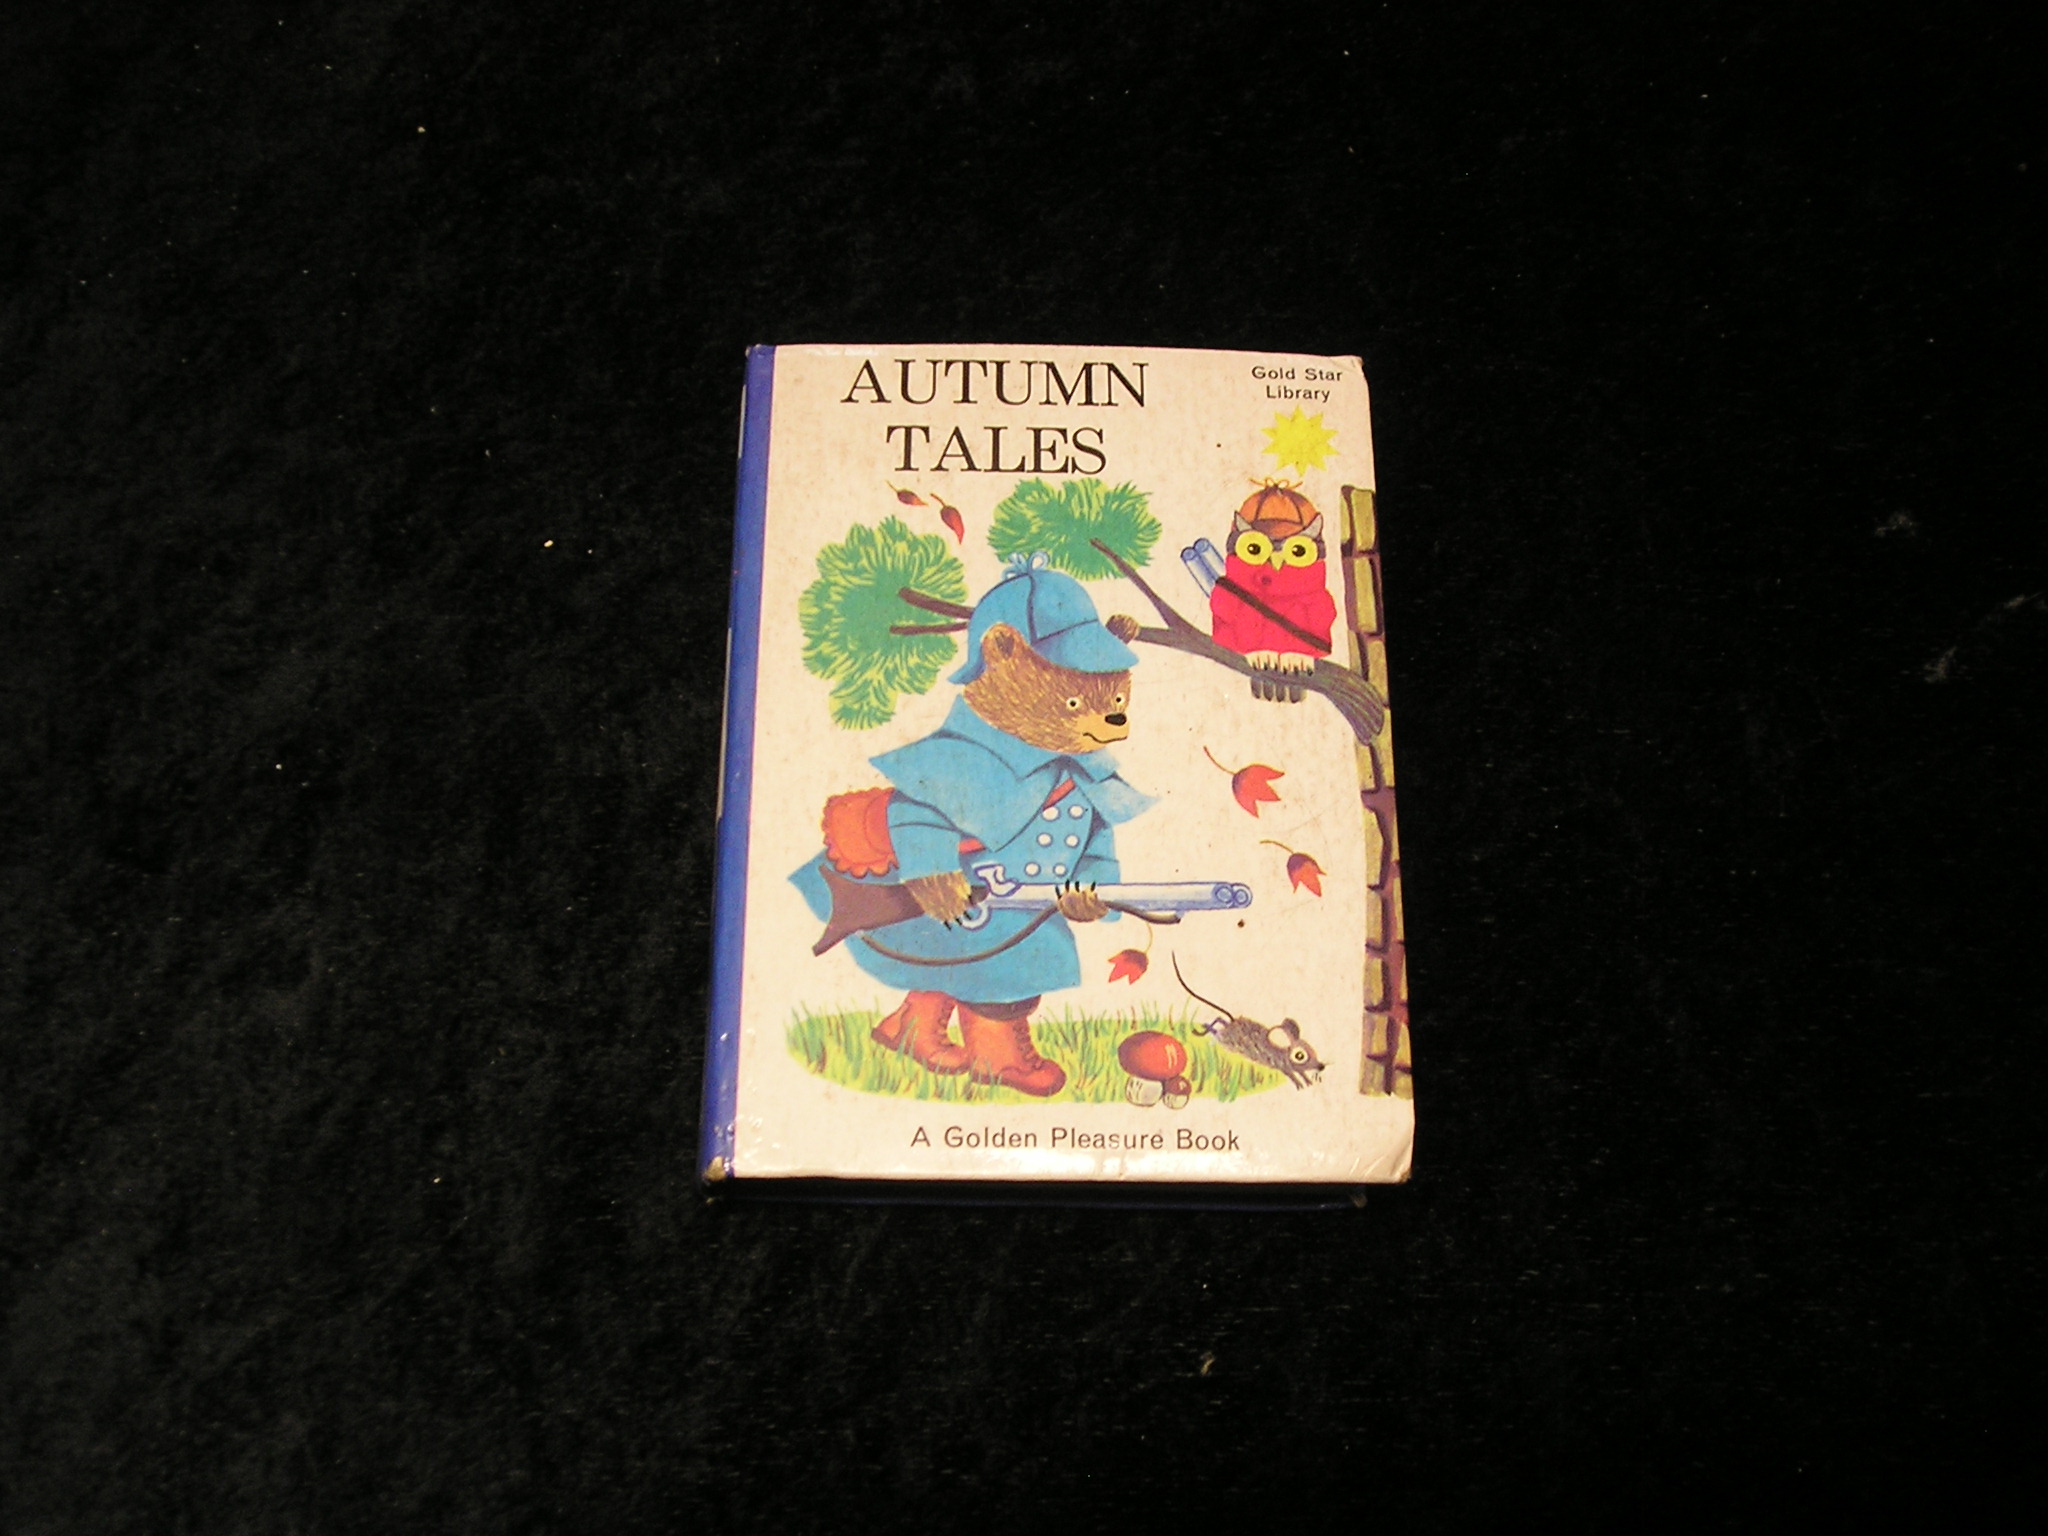 AUTUMN
TALES
Gold Star
Library
A Golden Pleasure Book